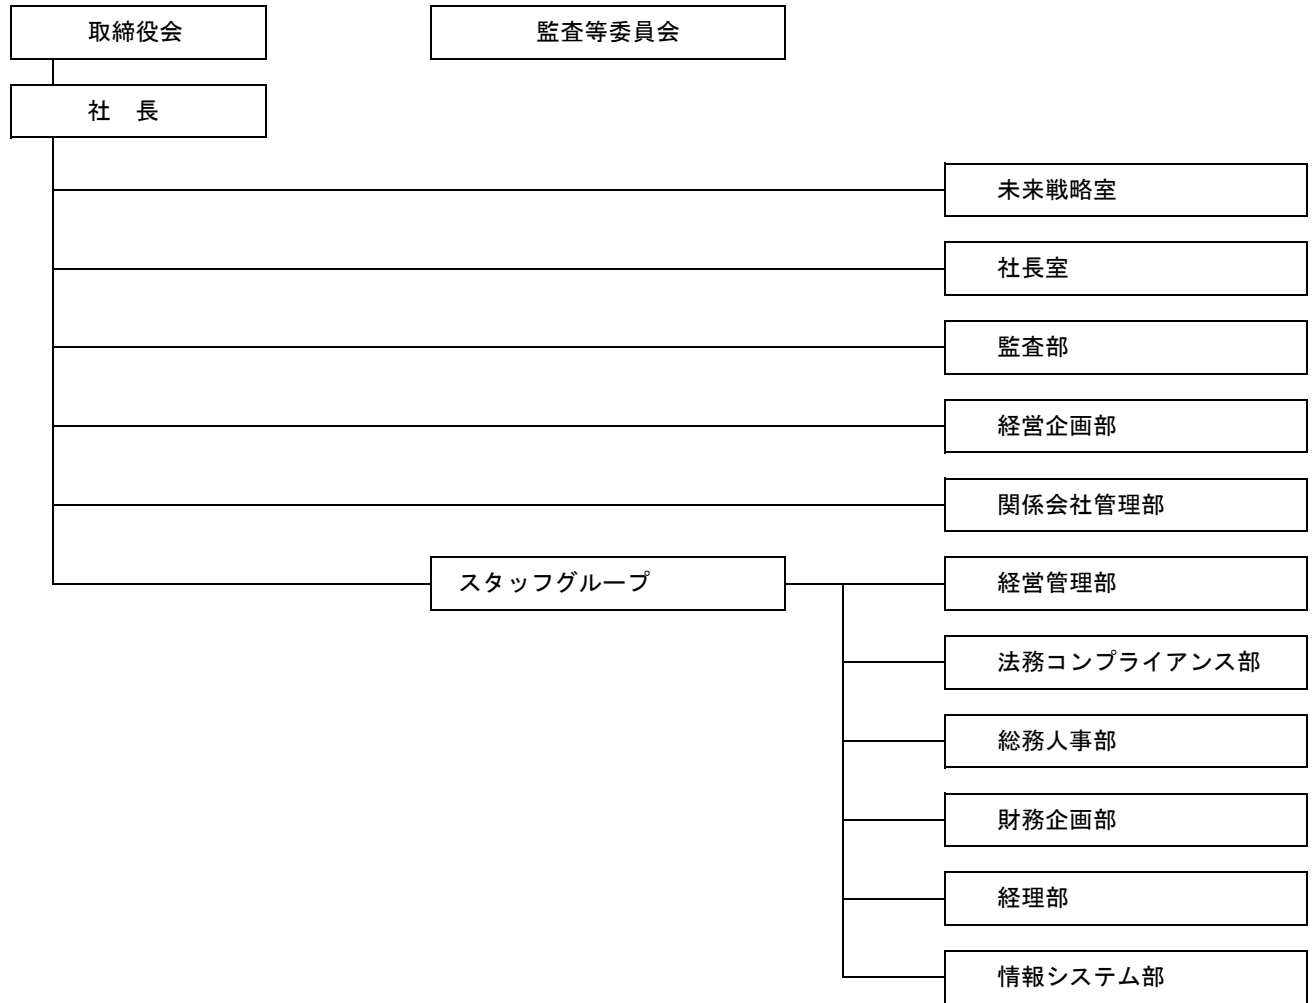 取締役会
監査等委員会
社　長
未来戦略室
社長室
監査部
経営企画部
関係会社管理部
スタッフグループ
経営管理部
法務コンプライアンス部
総務人事部
財務企画部
経理部
情報システム部